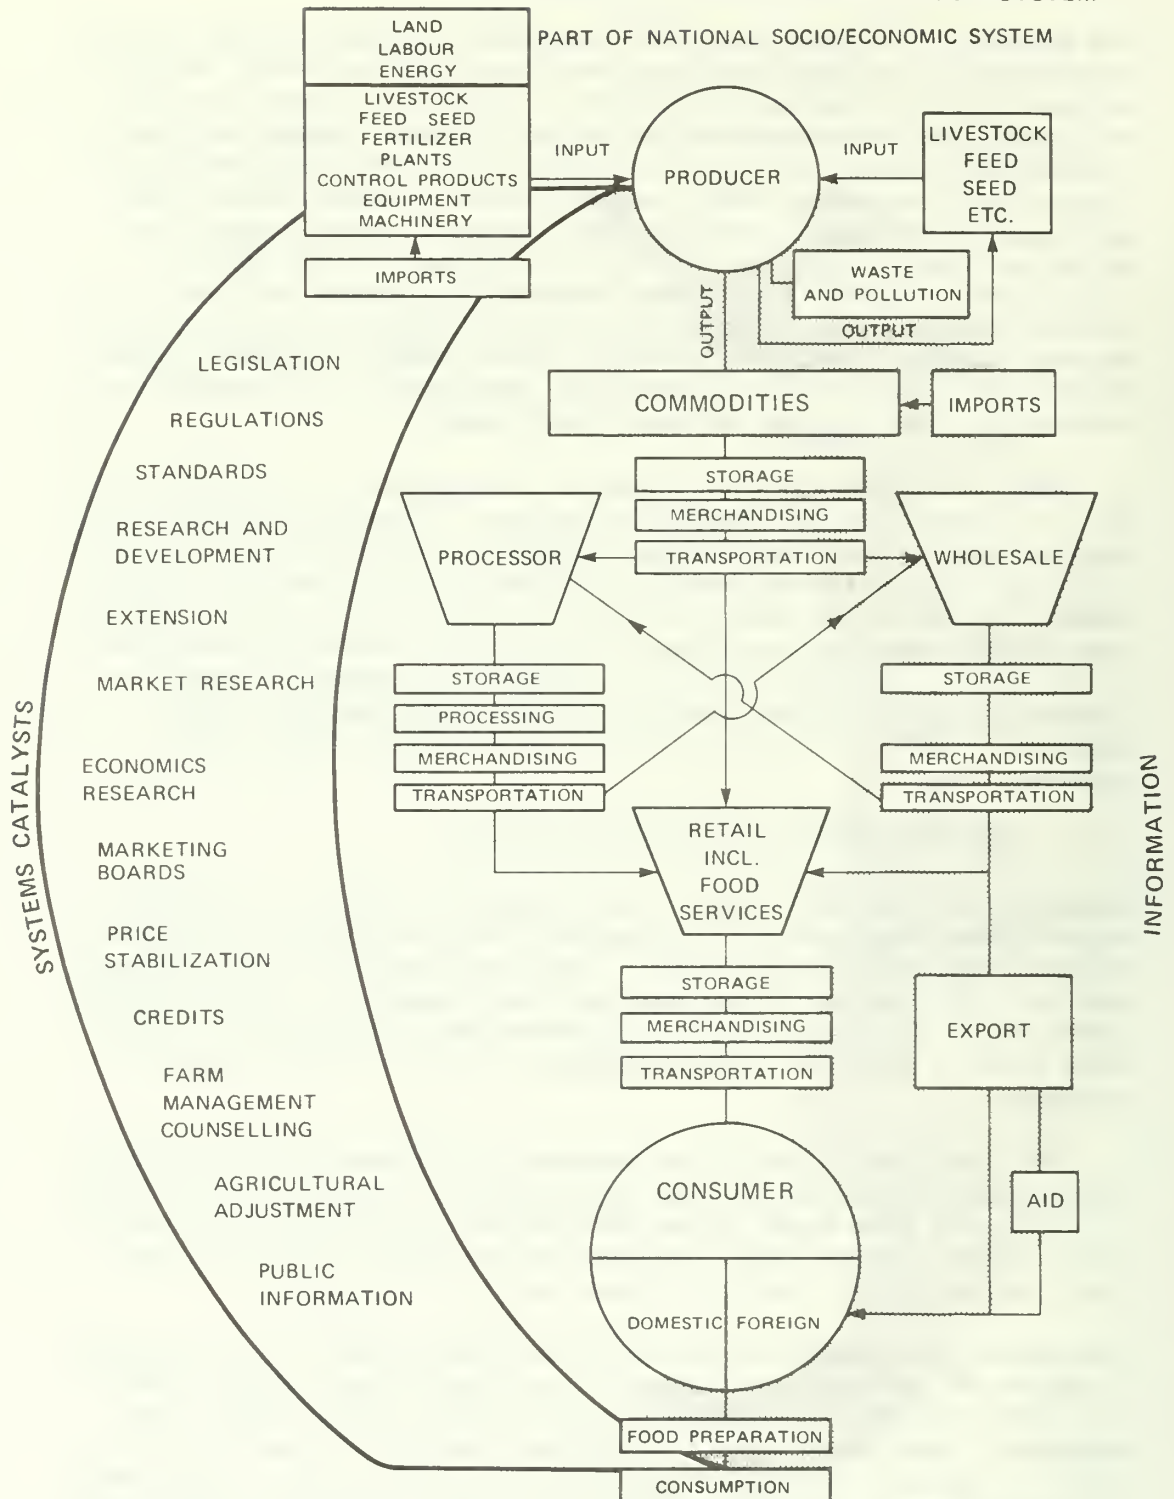 PART OF NATIONAL SOCIO/ECONOMIC SYSTEM
LAND
LABOUR
ENERGY
LIVESTOCK
FEED SEED
FERTILIZER
PLANTS
CONTROL PRODUCTS
EQUIPMENT
MACHINERY
IMPORTS
INPUT
PRODUCER
INPUT
LIVESTOCK
FEED
SEED
ETC.
WASTE
AND POLLUTION
OUTPUT
OUTPUT
COMMODITIES
IMPORTS
STORAGE
MERCHANDISING
TRANSPORTATION
PROCESSOR
WHOLESALE
STORAGE
PROCESSING
MERCHANDISING
TRANSPORTATION
STORAGE
MERCHANDISING
TRANSPORTATION
RETAIL
INCL.
FOOD
SERVICES
STORAGE
MERCHANDISING
TRANSPORTATION
EXPORT
AID
CONSUMER
DOMESTIC
FOREIGN
FOOD PREPARATION
CONSUMPTION
SYSTEMS CATALYSTS
LEGISLATION
REGULATIONS
STANDARDS
RESEARCH AND
DEVELOPMENT
EXTENSION
MARKET RESEARCH
ECONOMICS
RESEARCH
MARKETING
BOARDS
PRICE
STABILIZATION
CREDITS
FARM
MANAGEMENT
COUNSELLING
AGRICULTURAL
ADJUSTMENT
PUBLIC
INFORMATION
INFORMATION